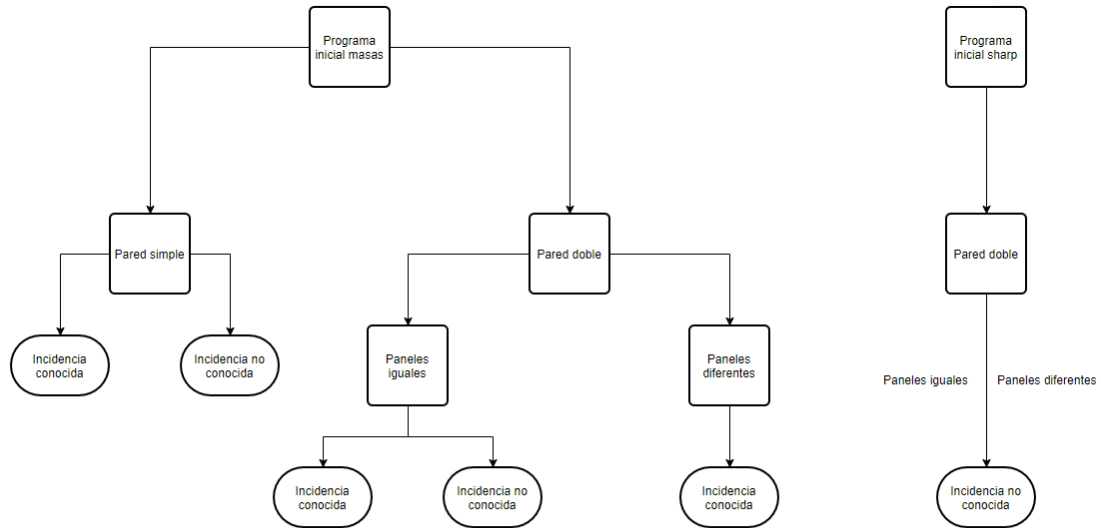 Programa
inicial masas
Programa
inicial sharp
Pared simple
Pared doble
Pared doble
Incidencia
conocida
Incidencia no
conocida
Paneles
iguales
Paneles
diferentes
Paneles iguales
Paneles diferentes
Incidencia
conocida
Incidencia no
conocida
Incidencia
conocida
Incidencia no
conocida